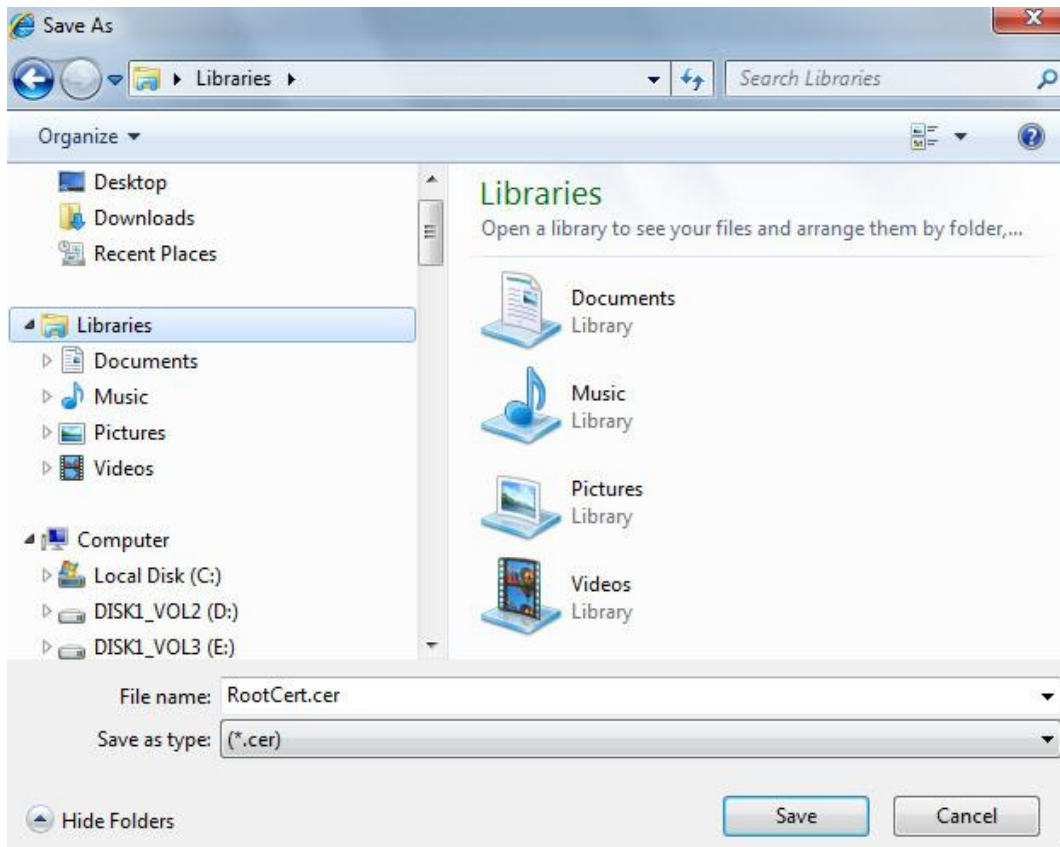 Save As
Libraries
Search Libraries
Organize
Desktop
Downloads
Recent Places
Libraries
Documents
Music
Pictures
Videos
Computer
Local Disk (C:)
DISK1_VOL2 (D:)
DISK1_VOL3 (E:)
Libraries
Open a library to see your files and arrange them by folder,...
Documents
Library
Music
Library
Pictures
Library
Videos
Library
File name: RootCert.cer
Save as type: (*.cer)
Hide Folders
Save
Cancel